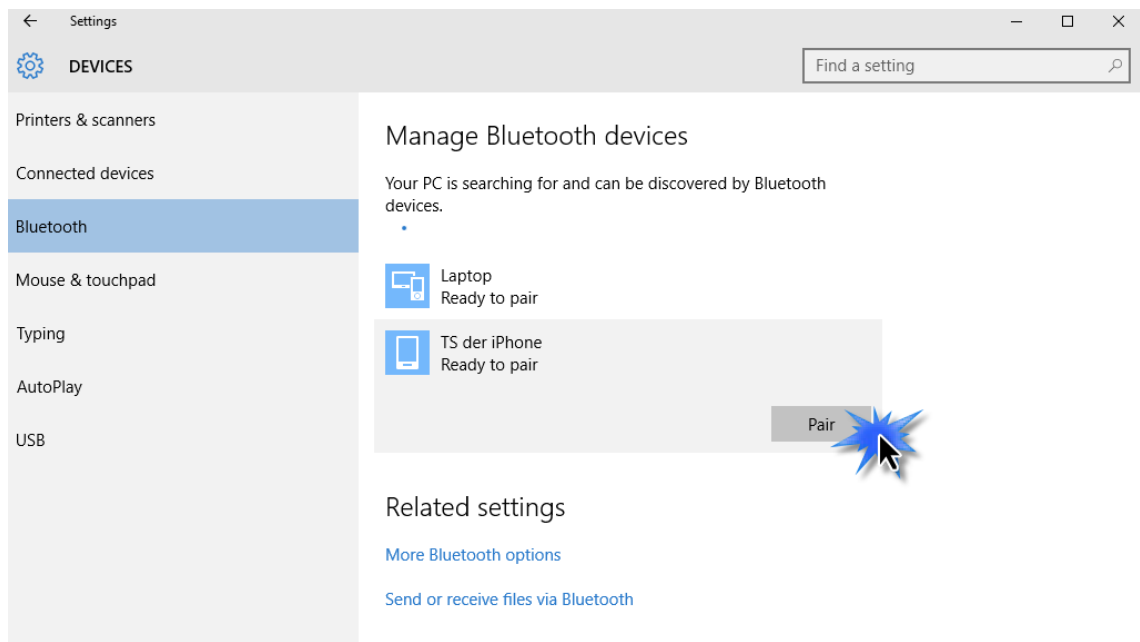 Settings
DEVICES
Find a setting
Printers & scanners
Connected devices
Bluetooth
Mouse & touchpad
Typing
AutoPlay
USB
Manage Bluetooth devices
Your PC is searching for and can be discovered by Bluetooth
devices.
Laptop
Ready to pair
TS der iPhone
Ready to pair
Pair
Related settings
More Bluetooth options
Send or receive files via Bluetooth